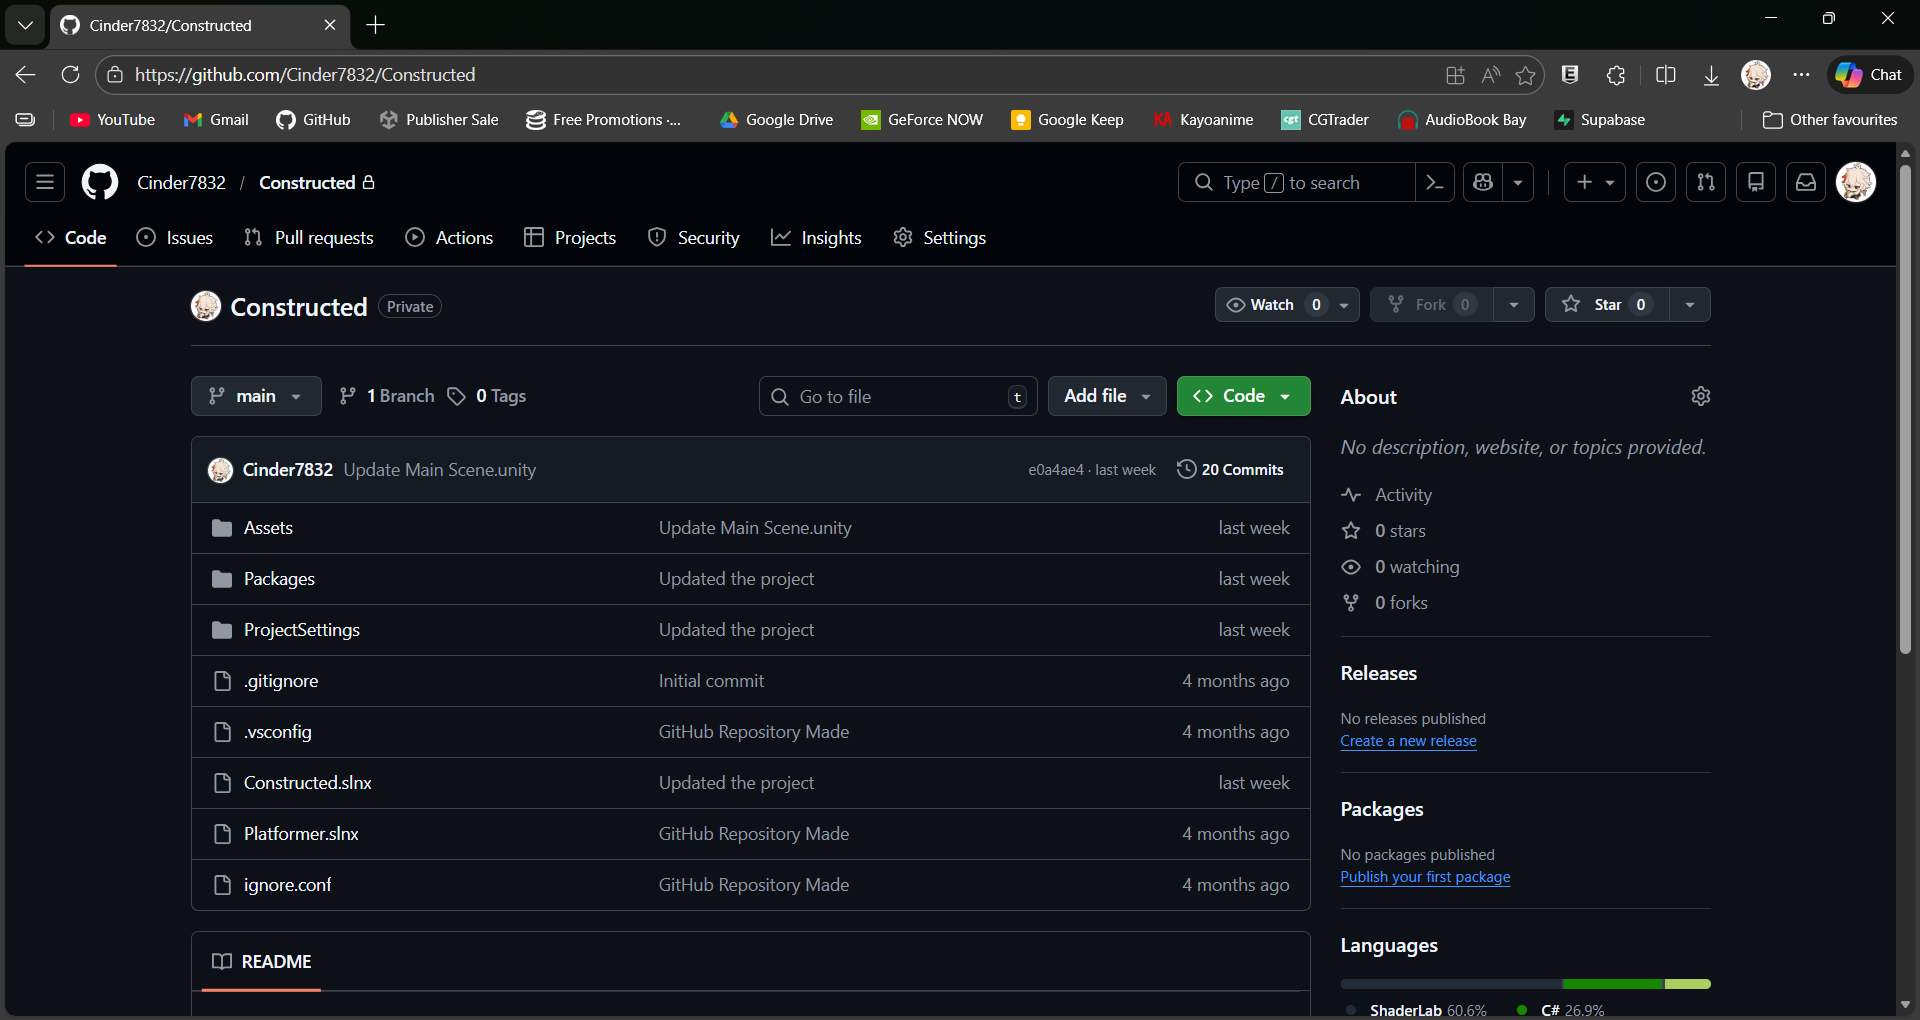 Cinder7832/Constructed
https://github.com/Cinder7832/Constructed
Chat
YouTube
Gmail
GitHub
Publisher Sale
Free Promotions -...
Google Drive
GeForce NOW
Google Keep
KA Kayoanime
cgt CGTrader
AudioBook Bay
Supabase
Other favourites
Cinder7832 / Constructed
Type / to search
Code
Issues
Pull requests
Actions
Projects
Security
Insights
Settings
Constructed Private
Watch 0
Fork 0
Star 0
main
1 Branch
0 Tags
Go to file t
Add file
Code
Cinder7832 Update Main Scene.unity e0a4ae4 · last week 20 Commits
Assets Update Main Scene.unity last week
Packages Updated the project last week
ProjectSettings Updated the project last week
.gitignore Initial commit 4 months ago
.vsconfig GitHub Repository Made 4 months ago
Constructed.slnx Updated the project last week
Platformer.slnx GitHub Repository Made 4 months ago
ignore.conf GitHub Repository Made 4 months ago
README
About
No description, website, or topics provided.
Activity
0 stars
0 watching
0 forks
Releases
No releases published
Create a new release
Packages
No packages published
Publish your first package
Languages
ShaderLab 60.6% C# 26.9%